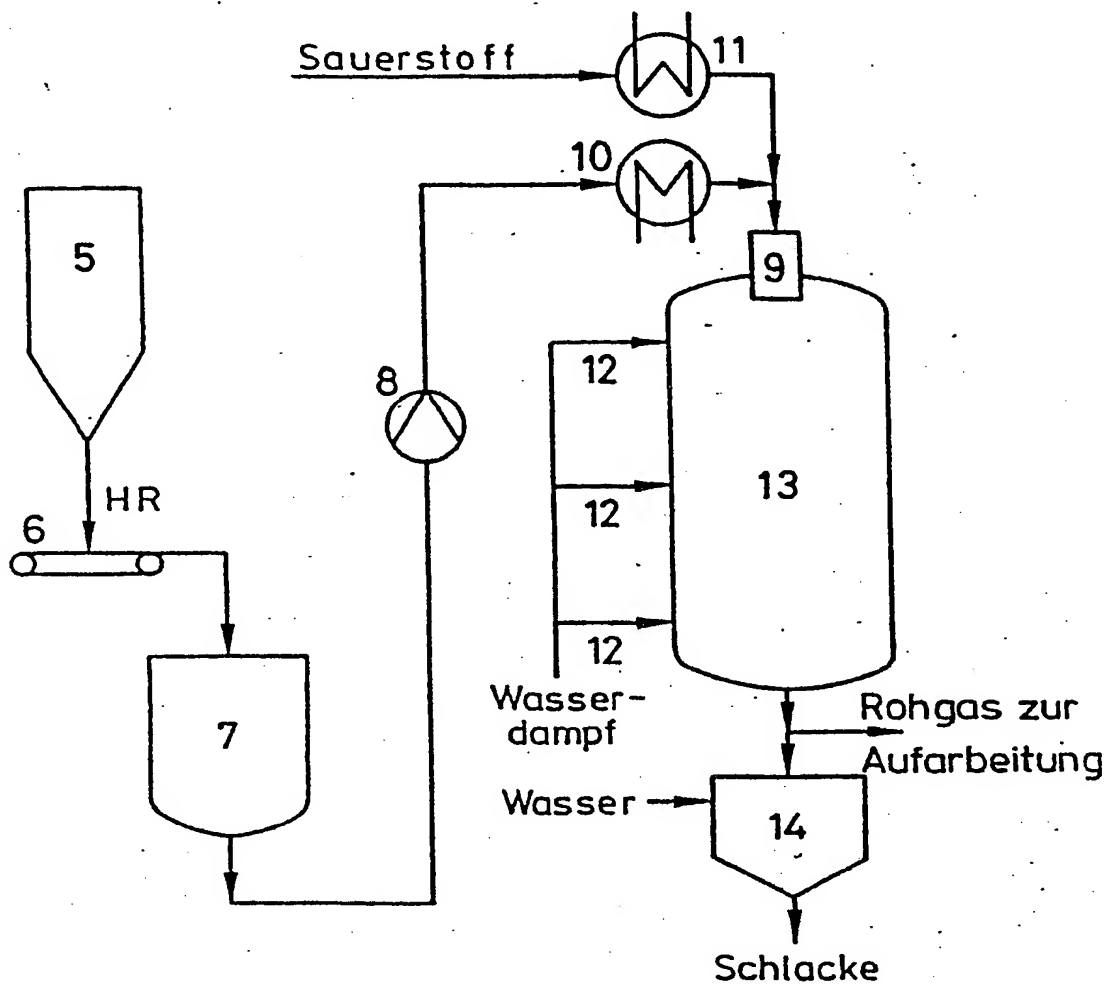 Sauerstoff
11
10
5
9
8
12
HR
13
6
12
12
7
Wasser-
dampf
Rohgas zur
Aufarbeitung
Wasser
14
Schlacke